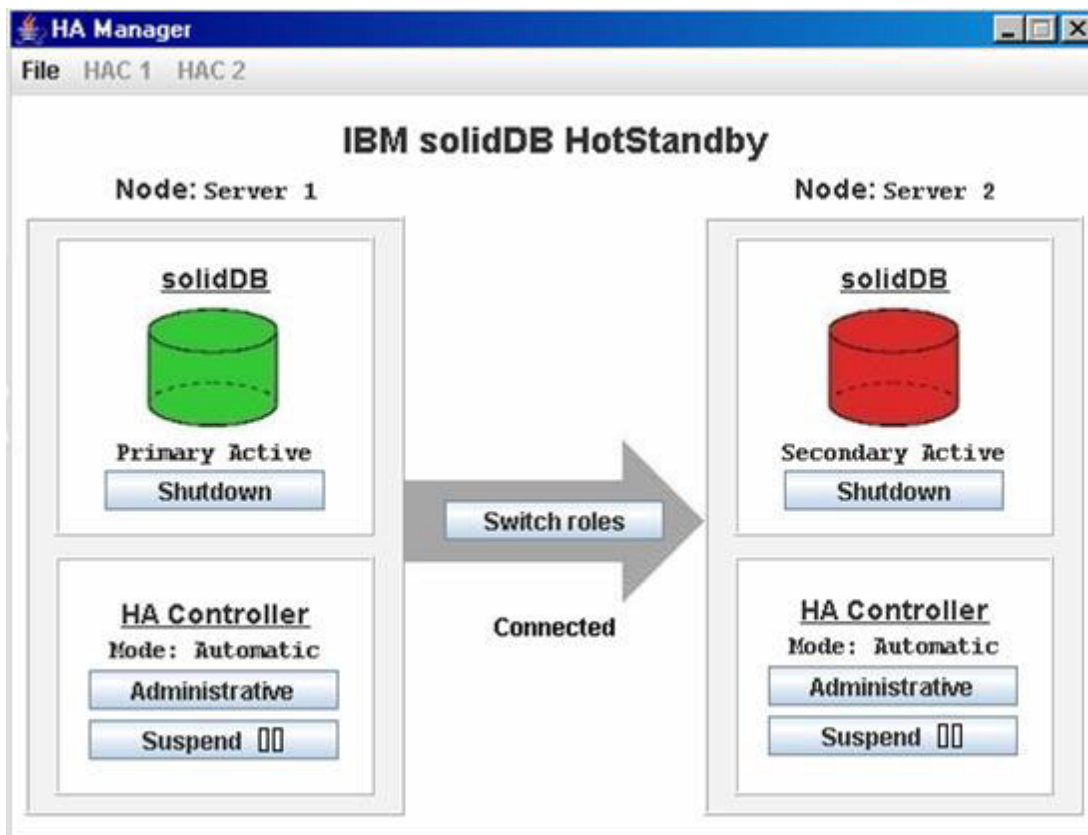 HA Manager
File HAC 1 HAC 2
IBM solidDB HotStandby
Node: Server 1
Node: Server 2
solidDB
Primary Active
Shutdown
HA Controller
Mode: Automatic
Administrative
Suspend
Switch roles
Connected
solidDB
Secondary Active
Shutdown
HA Controller
Mode: Automatic
Administrative
Suspend